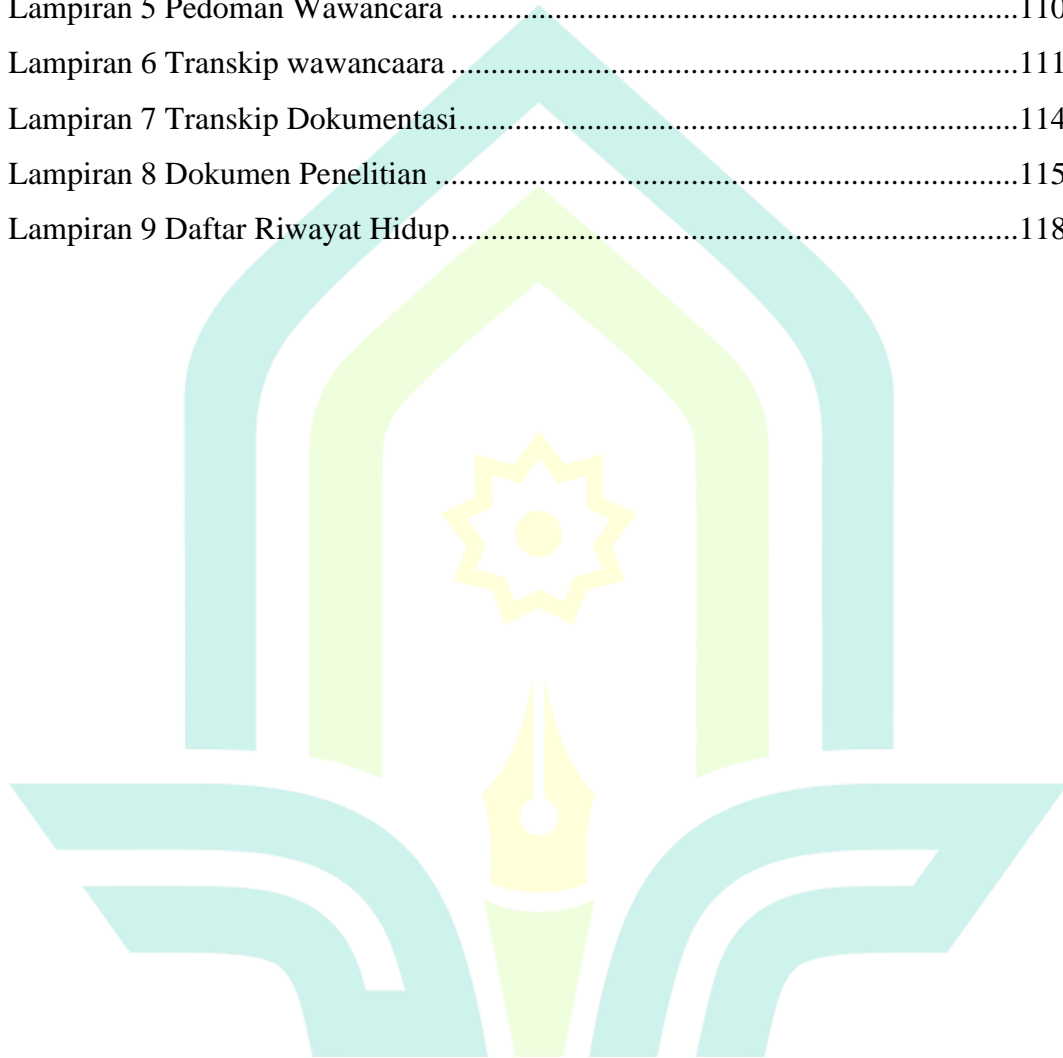 Lampiran 5 Pedoman Wawancara ..........................................................................110
Lampiran 6 Transkip wawancaara ..........................................................................111
Lampiran 7 Transkip Dokumentasi.........................................................................114
Lampiran 8 Dokumen Penelitian ............................................................................115
Lampiran 9 Daftar Riwayat Hidup..........................................................................118